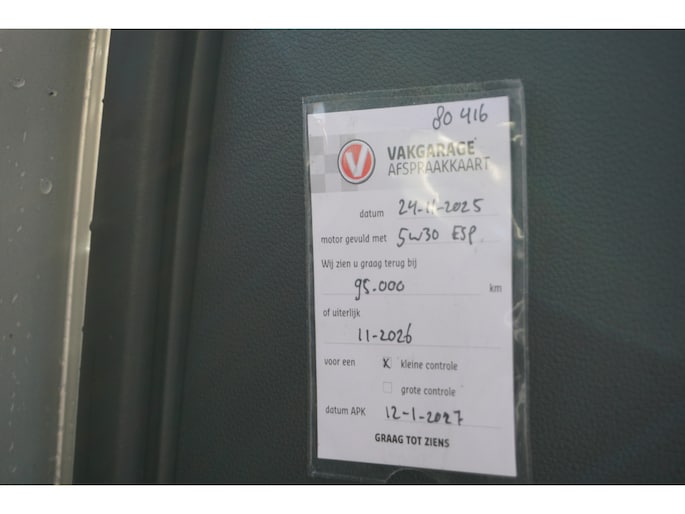 80 416
V VAKGARAGE
AFSPRAAKKAART
datum 24-11-2025
motor gevuld met 5W30 ESP.
Wij zien u graag terug bij
95.000 km
of uiterlijk
11-2026
voor een X kleine controle
grote controle
datum APK 12-1-2027
GRAAG TOT ZIENS